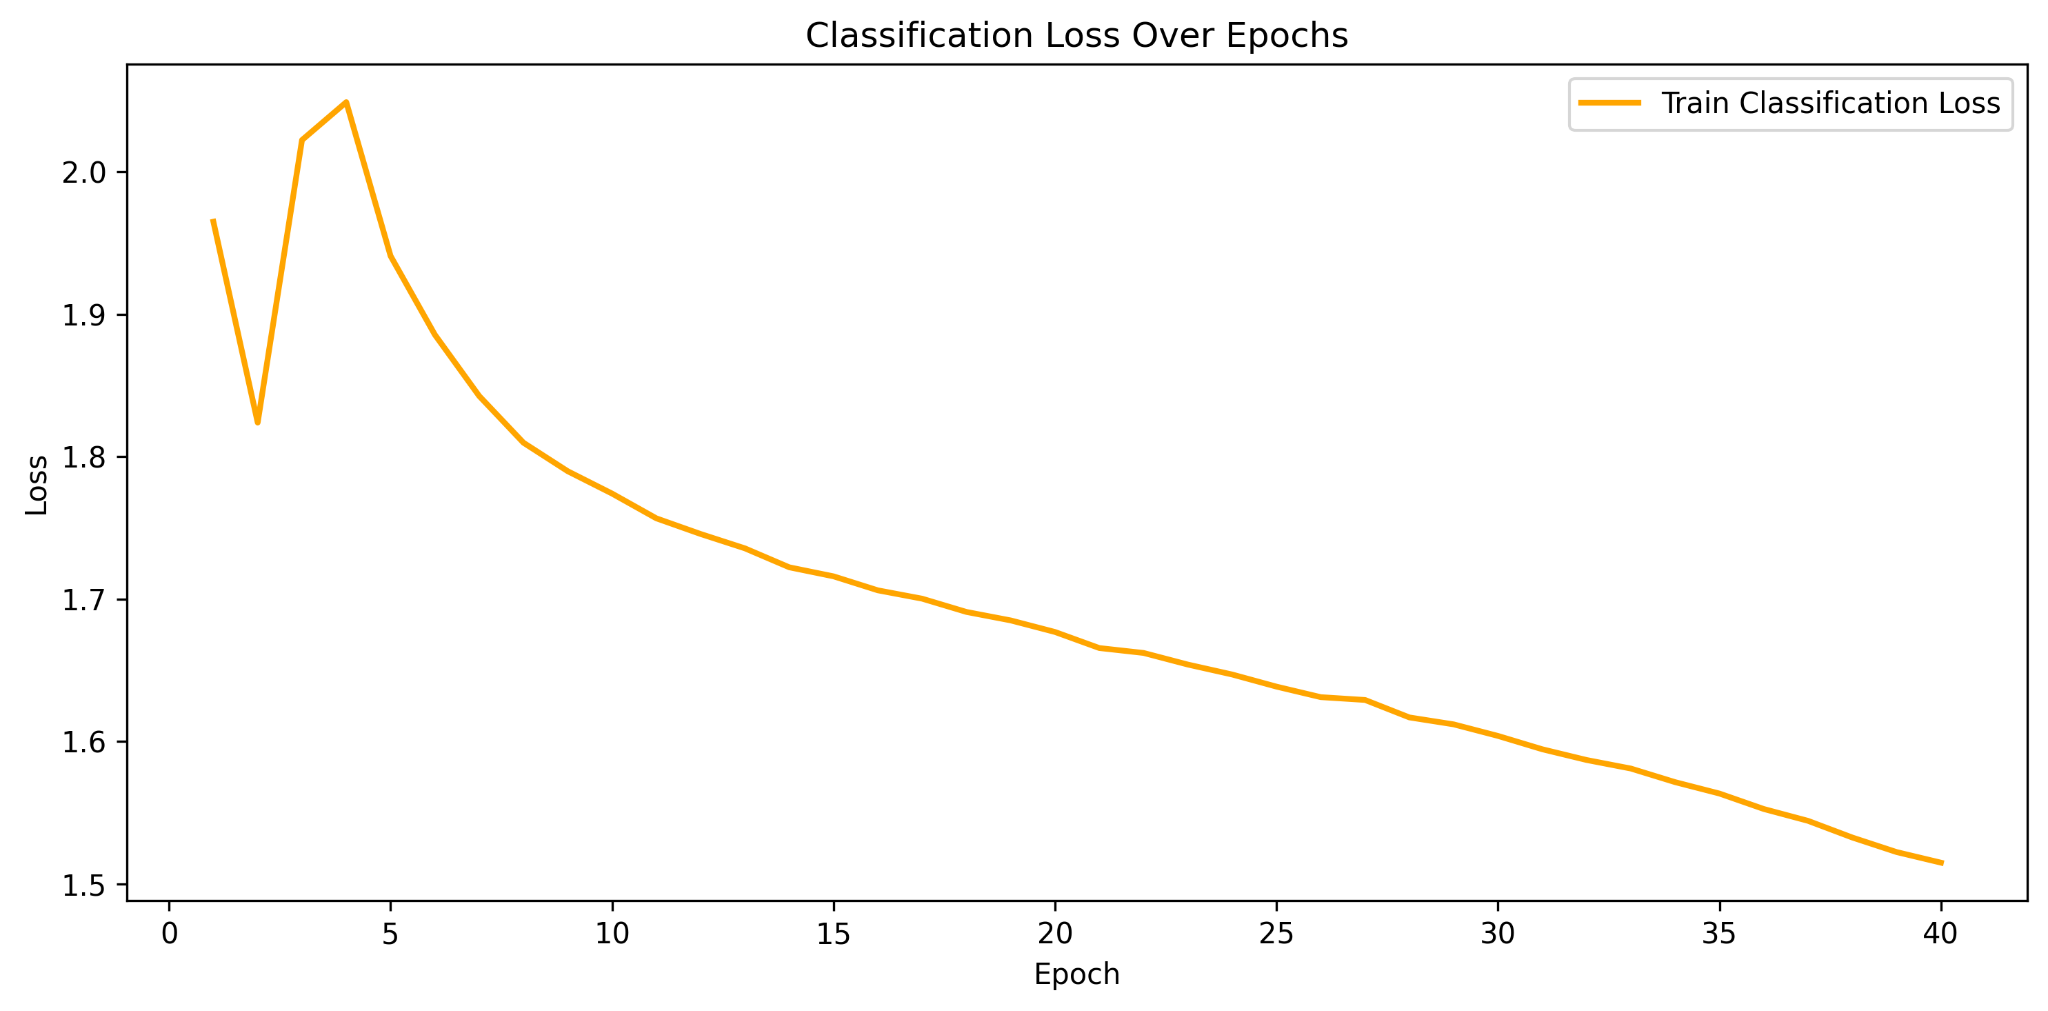 Classification Loss Over Epochs
Train Classification Loss
2.0
1.9
1.8
1.7
1.6
1.5
Loss
0 5 10 15 20 25 30 35 40
Epoch